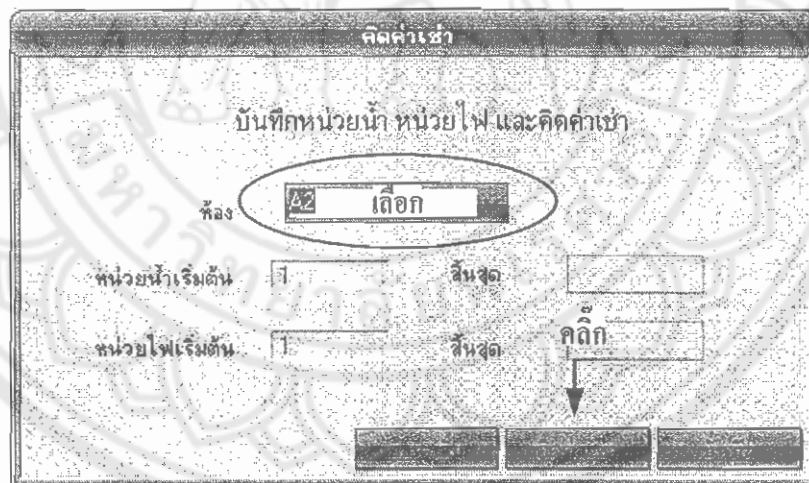 คิดค่าเช่า
บันทึกหน่วยน้ำ หน่วยไฟ และคิดค่าเช่า
ห้อง A2 เลือก
หน่วยน้ำเริ่มต้น 1 สิ้นสุด
หน่วยไฟเริ่มต้น 1 สิ้นสุด คลิ๊ก